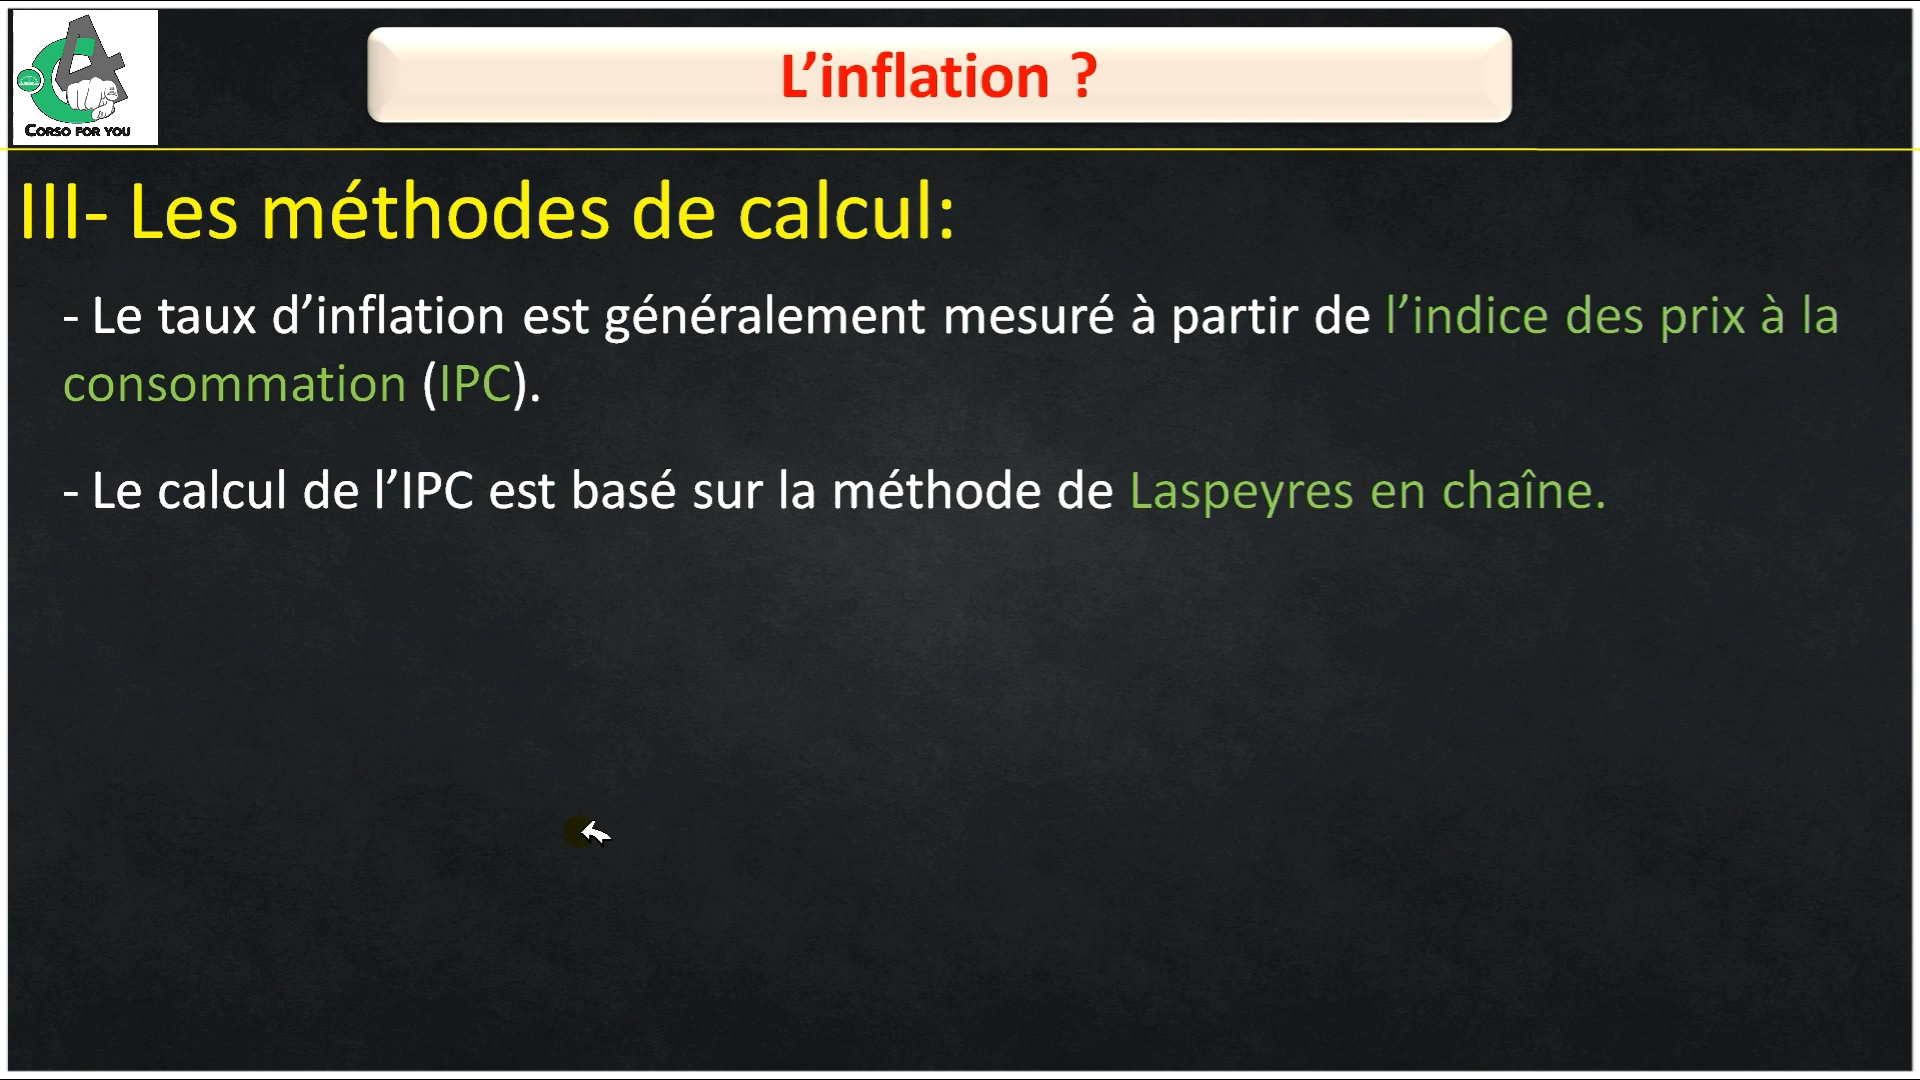 CORSO FOR YOU
L’inflation ?
III- Les méthodes de calcul:
- Le taux d’inflation est généralement mesuré à partir de l’indice des prix à la
consommation (IPC).
- Le calcul de l’IPC est basé sur la méthode de Laspeyres en chaîne.